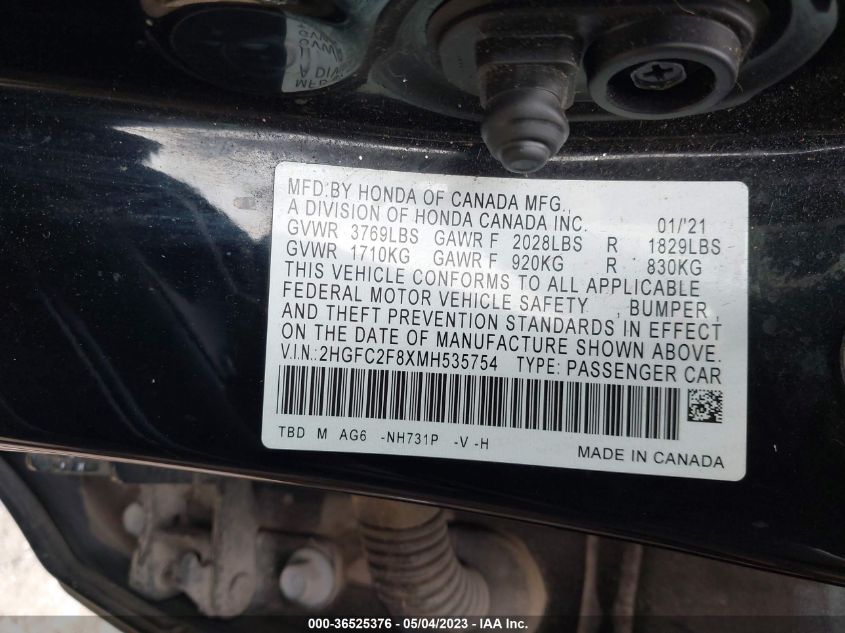 MFD.BY HONDA OF CANADA MFG.,
A DIVISION OF HONDA CANADA INC. 01/'21
GVWR 3769LBS GAWR F 2028LBS R 1829LBS
GVWR 1710KG GAWR F 920KG R 830KG
THIS VEHICLE CONFORMS TO ALL APPLICABLE
FEDERAL MOTOR VEHICLE SAFETY , BUMPER ,
AND THEFT PREVENTION STANDARDS IN EFFECT
ON THE DATE OF MANUFACTURE SHOWN ABOVE.
V.I.N.:2HGFC2F8XMH535754 TYPE: PASSENGER CAR
TBD M AG6 -NH731P -V -H
MADE IN CANADA
000-36525376 - 05/04/2023 - IAA Inc.